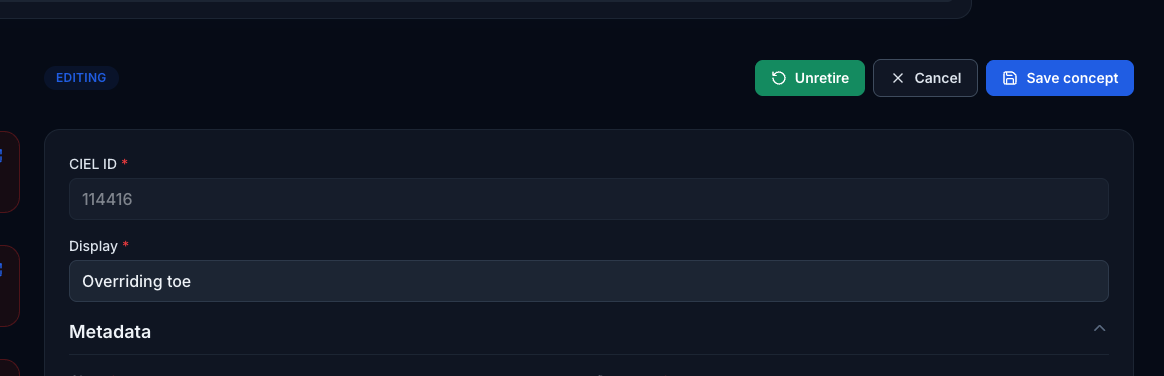 EDITING
Unretire
Cancel
Save concept
CIEL ID *
114416
Display *
Overriding toe
Metadata